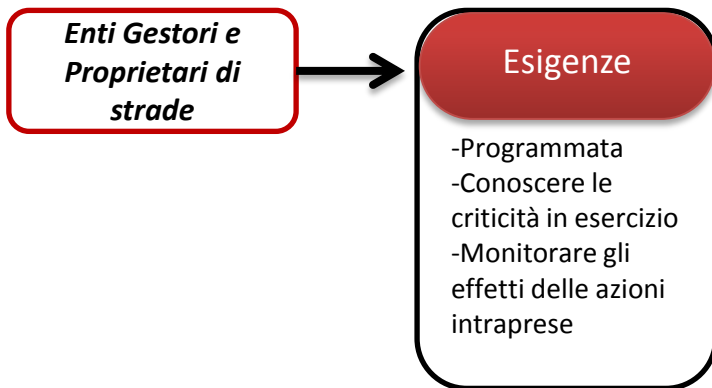 Enti Gestori e
Proprietari di
strade
Esigenze
-Programmata
-Conoscere le
criticità in esercizio
-Monitorare gli
effetti delle azioni
intraprese